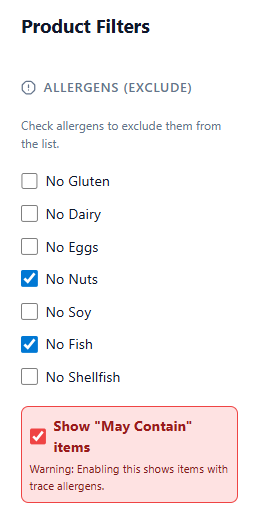 Product Filters
ALLERGENS (EXCLUDE)
Check allergens to exclude them from
the list.
No Gluten
No Dairy
No Eggs
No Nuts
No Soy
No Fish
No Shellfish
Show "May Contain"
items
Warning: Enabling this shows items with
trace allergens.